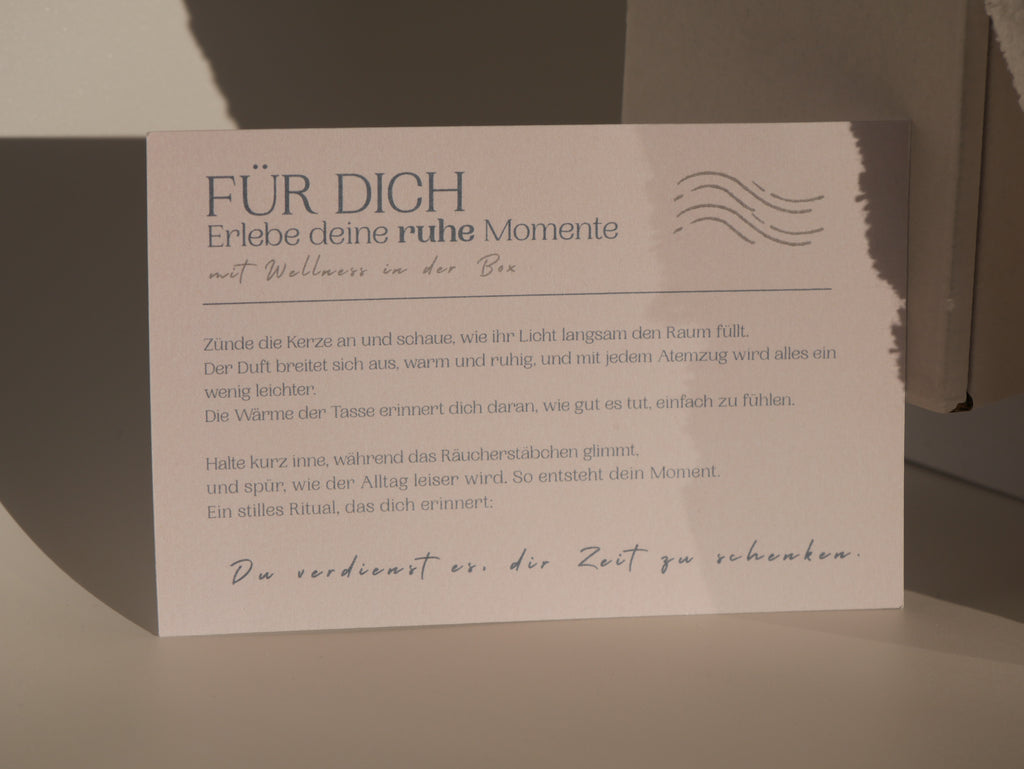 FÜR DICH
Erlebe deine ruhe Momente
mit Wellness in der Box
Zünde die Kerze an und schaue, wie ihr Licht langsam den Raum füllt.
Der Duft breitet sich aus, warm und ruhig, und mit jedem Atemzug wird alles ein
wenig leichter.
Die Wärme der Tasse erinnert dich daran, wie gut es tut, einfach zu fühlen.
Halte kurz inne, während das Räucherstäbchen glimmt,
und spür, wie der Alltag leiser wird. So entsteht dein Moment.
Ein stilles Ritual, das dich erinnert:
Du verdienst es, dir Zeit zu schenken.